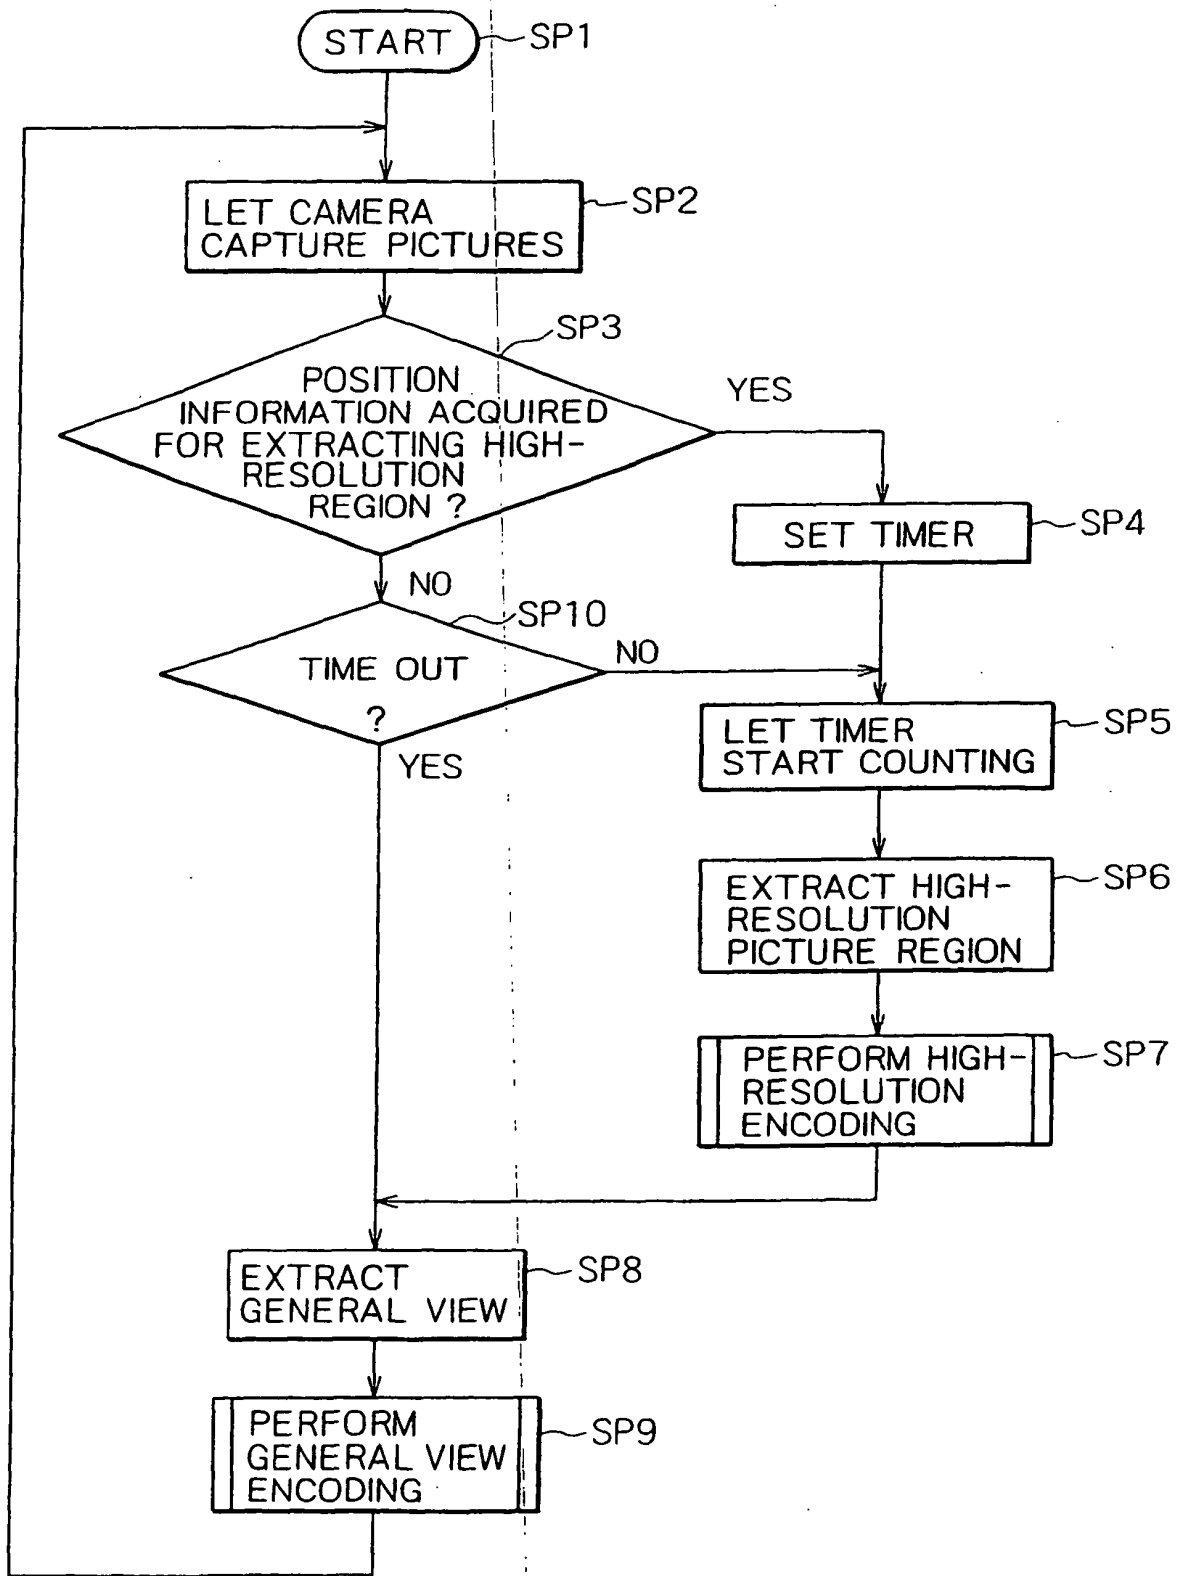 START
SP1
LET CAMERA
CAPTURE PICTURES
SP2
SP3
POSITION
INFORMATION ACQUIRED
FOR EXTRACTING HIGH-
RESOLUTION
REGION ?
YES
SET TIMER
SP4
NO
SP10
TIME OUT
?
NO
YES
LET TIMER
START COUNTING
SP5
EXTRACT HIGH-
RESOLUTION
PICTURE REGION
SP6
PERFORM HIGH-
RESOLUTION
ENCODING
SP7
EXTRACT
GENERAL VIEW
SP8
PERFORM
GENERAL VIEW
ENCODING
SP9